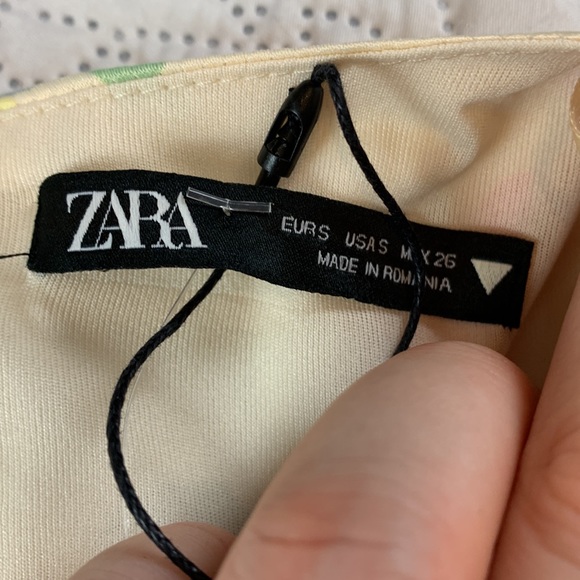 ZARA
EUR S USA S MEX 26
MADE IN ROMANIA